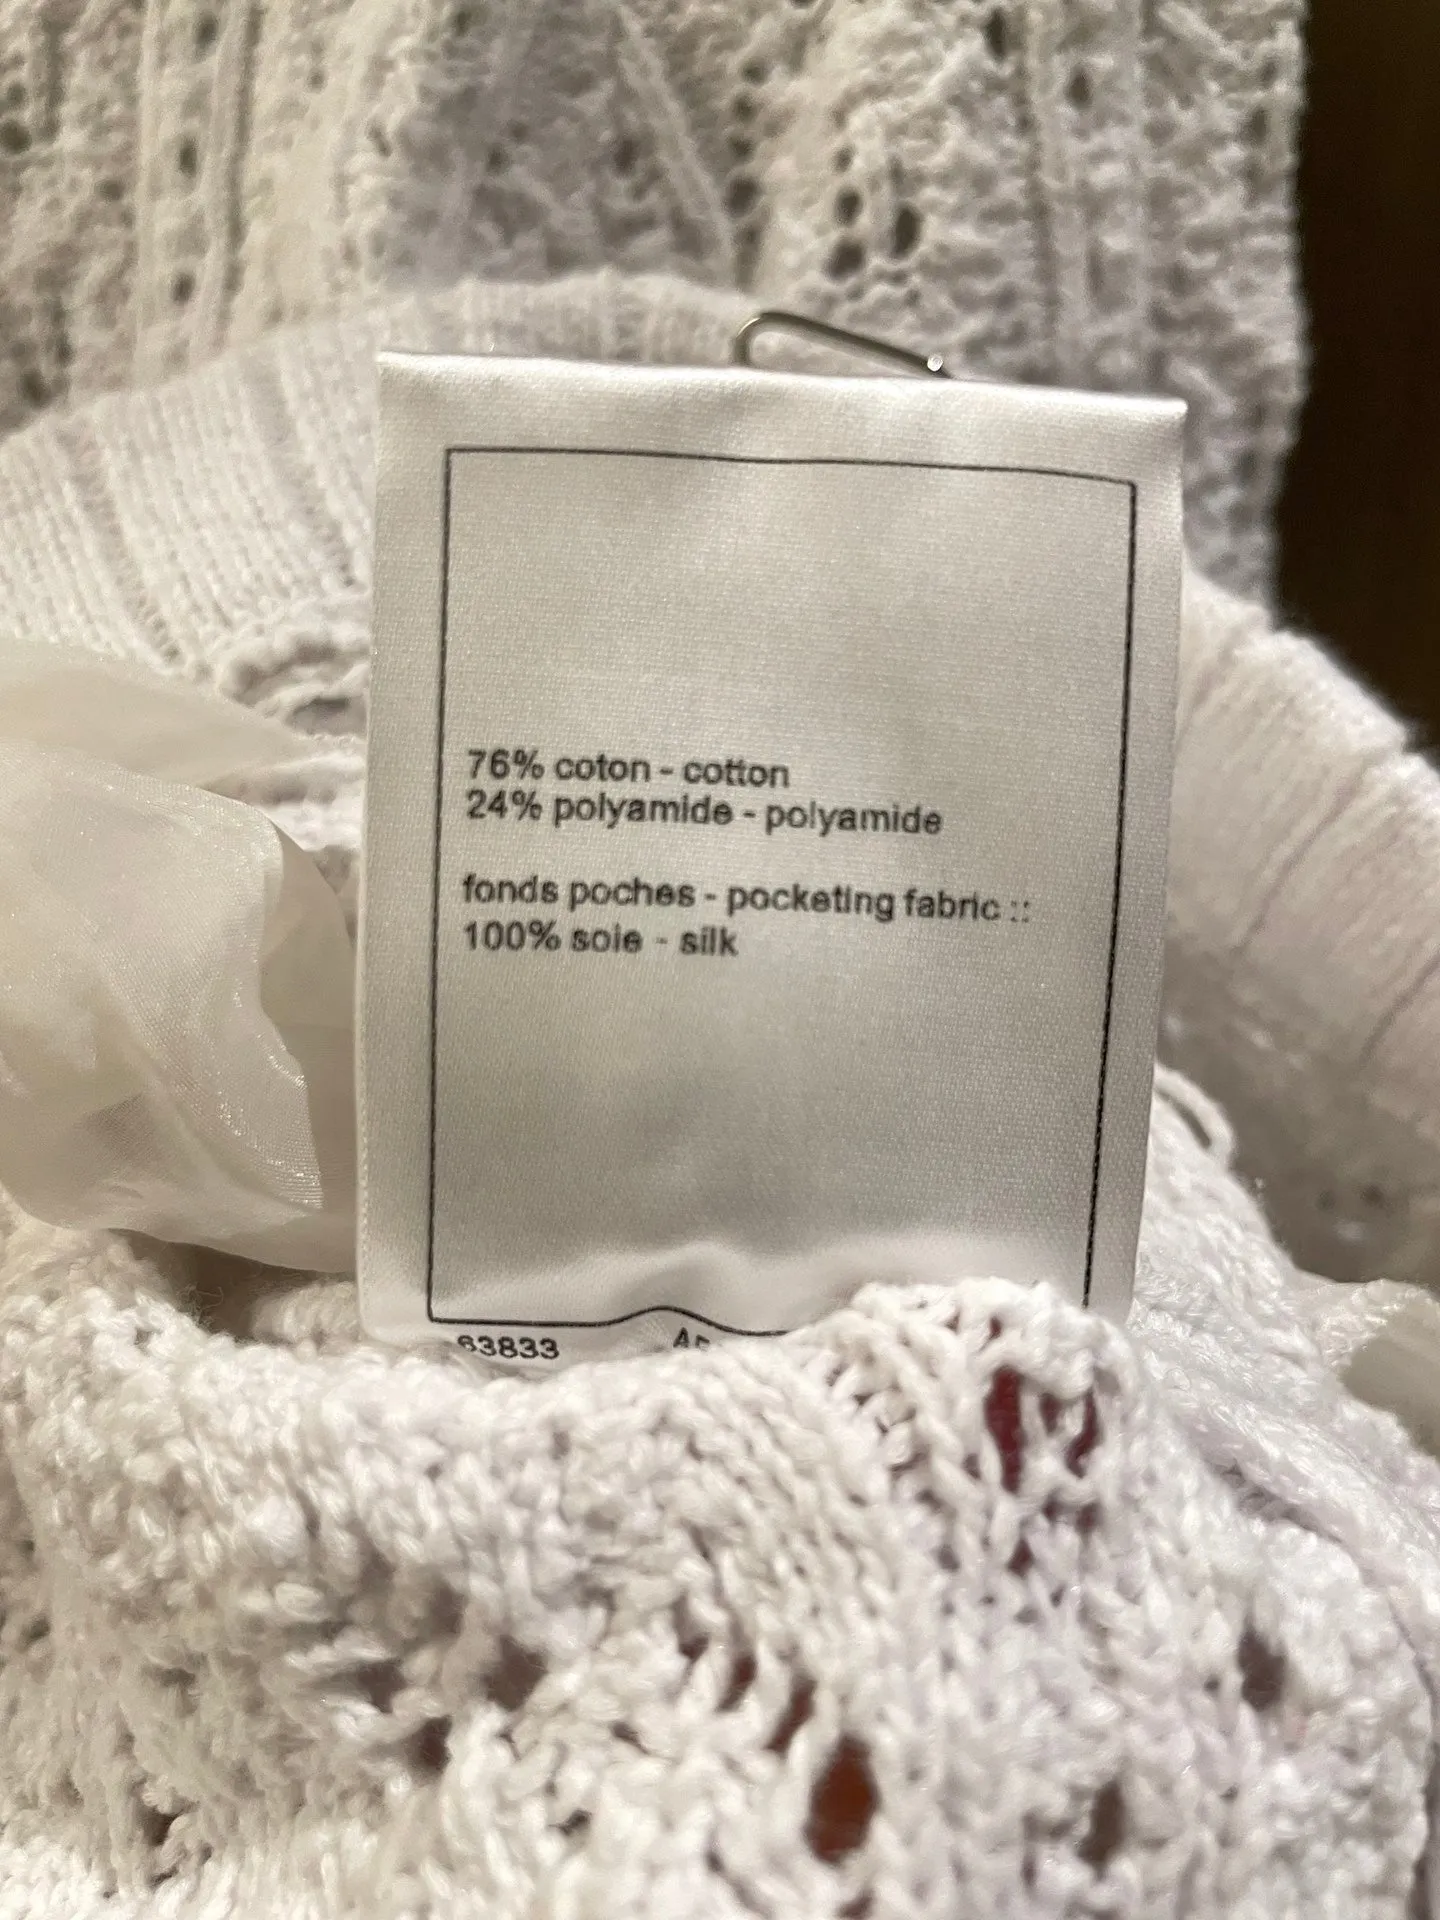 76% coton - cotton
24% polyamide - polyamide
fonds poches - pocketing fabric ::
100% soie - silk
63833